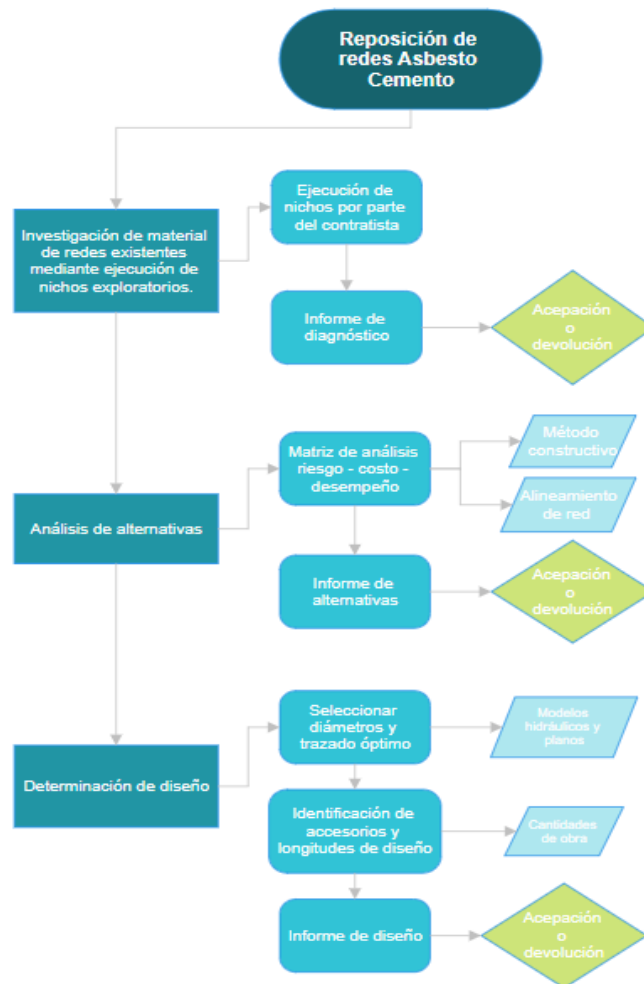 Reposición de
redes Asbesto
Cemento
Ejecución de
nichos por parte
del contratista
Investigación de material
de redes existentes
mediante ejecución de
nichos exploratorios.
Informe de
diagnóstico
Acepación
o
devolución
Método
constructivo
Matriz de análisis
riesgo - costo -
desempeño
Alineamiento
de red
Análisis de alternativas
Informe de
alternativas
Acepación
o
devolución
Seleccionar
diámetros y
trazado óptimo
Modelos
hidráulicos y
planos
Determinación de diseño
Identificación de
accesorios y
longitudes de diseño
Cantidades
de obra
Informe de diseño
Acepación
o
devolución